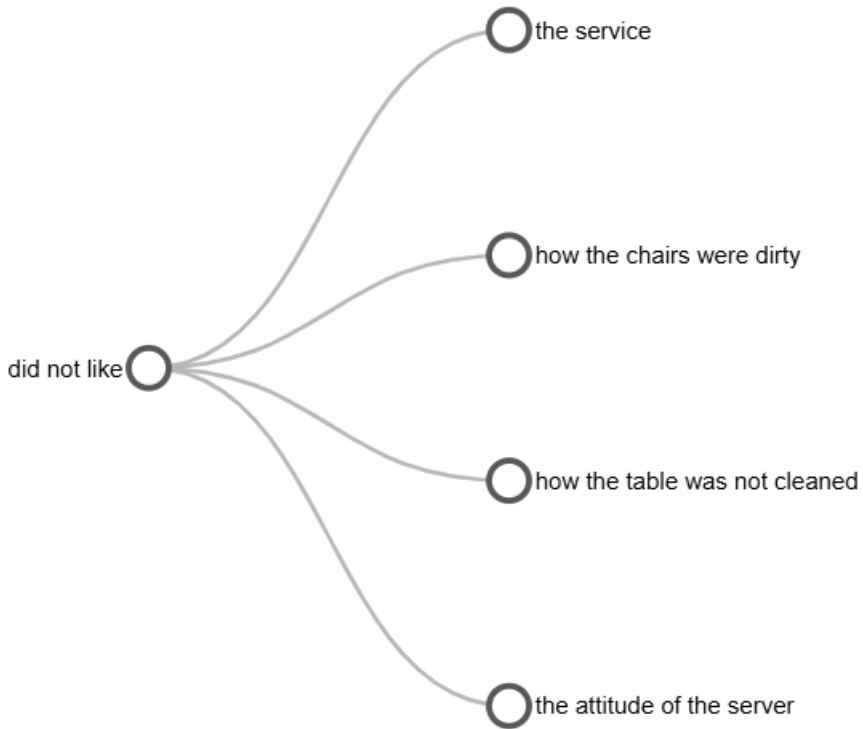 the service
how the chairs were dirty
did not like
how the table was not cleaned
the attitude of the server